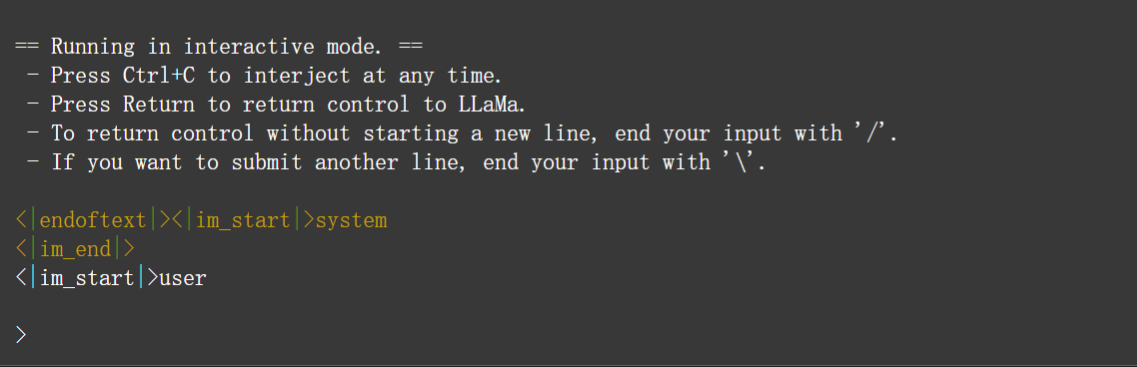 == Running in interactive mode. ==
 - Press Ctrl+C to interject at any time.
 - Press Return to return control to LLaMa.
 - To return control without starting a new line, end your input with '/'.
 - If you want to submit another line, end your input with '\'.
<|endoftext|><|im_start|>system
<|im_end|>
<|im_start|>user
>